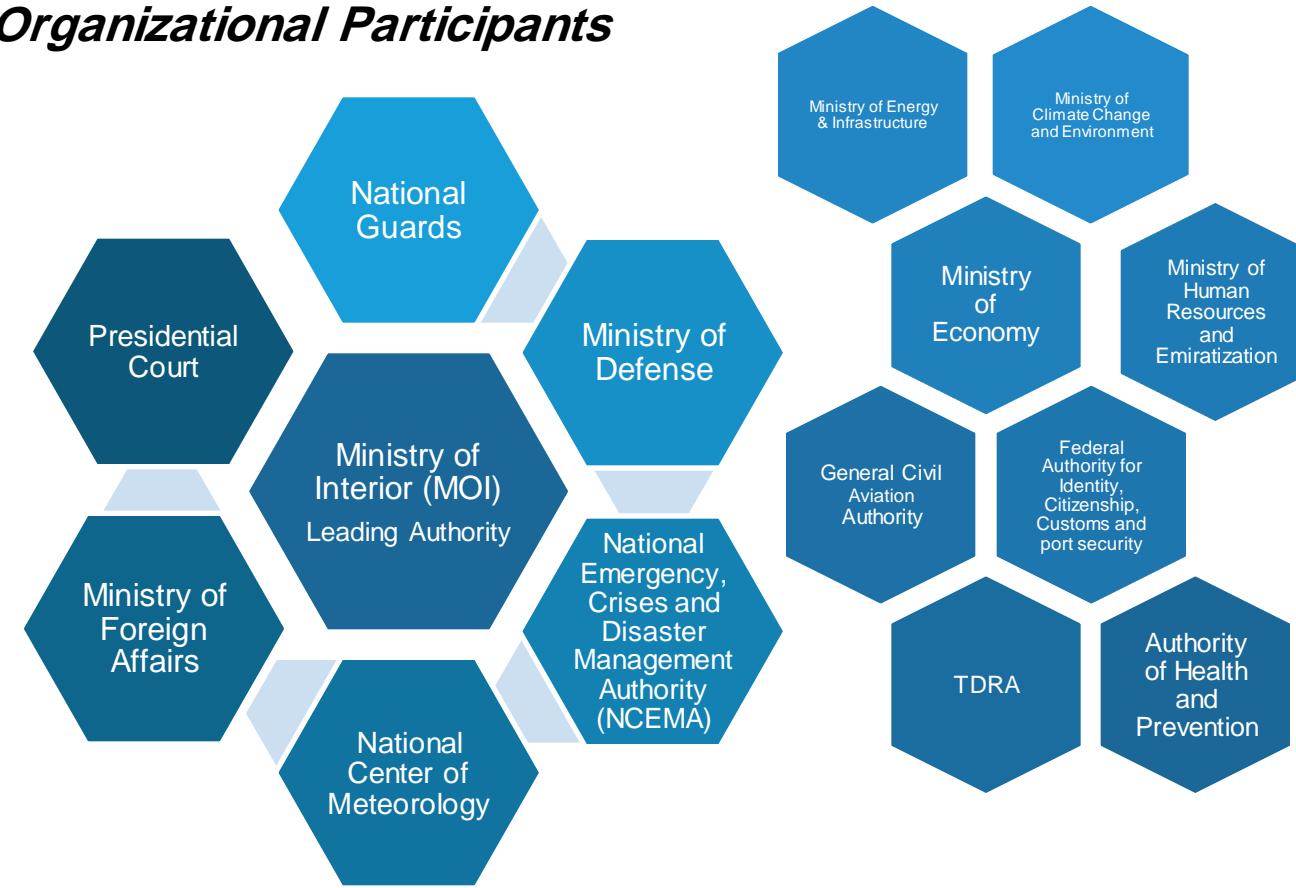 Organizational Participants
National
Guards
Presidential
Court
Ministry of
Defense
Ministry of
Interior (MOI)
Leading Authority
Ministry of
Foreign
Affairs
National
Emergency,
Crises and
Disaster
Management
Authority
(NCEMA)
National
Center of
Meteorology
Ministry of Energy
& Infrastructure
Ministry of
Climate Change
and Environment
Ministry
of
Economy
Ministry of
Human
Resources
and
Emiratization
General Civil
Aviation
Authority
Federal
Authority for
Identity,
Citizenship,
Customs and
port security
TDRA
Authority
of Health
and
Prevention